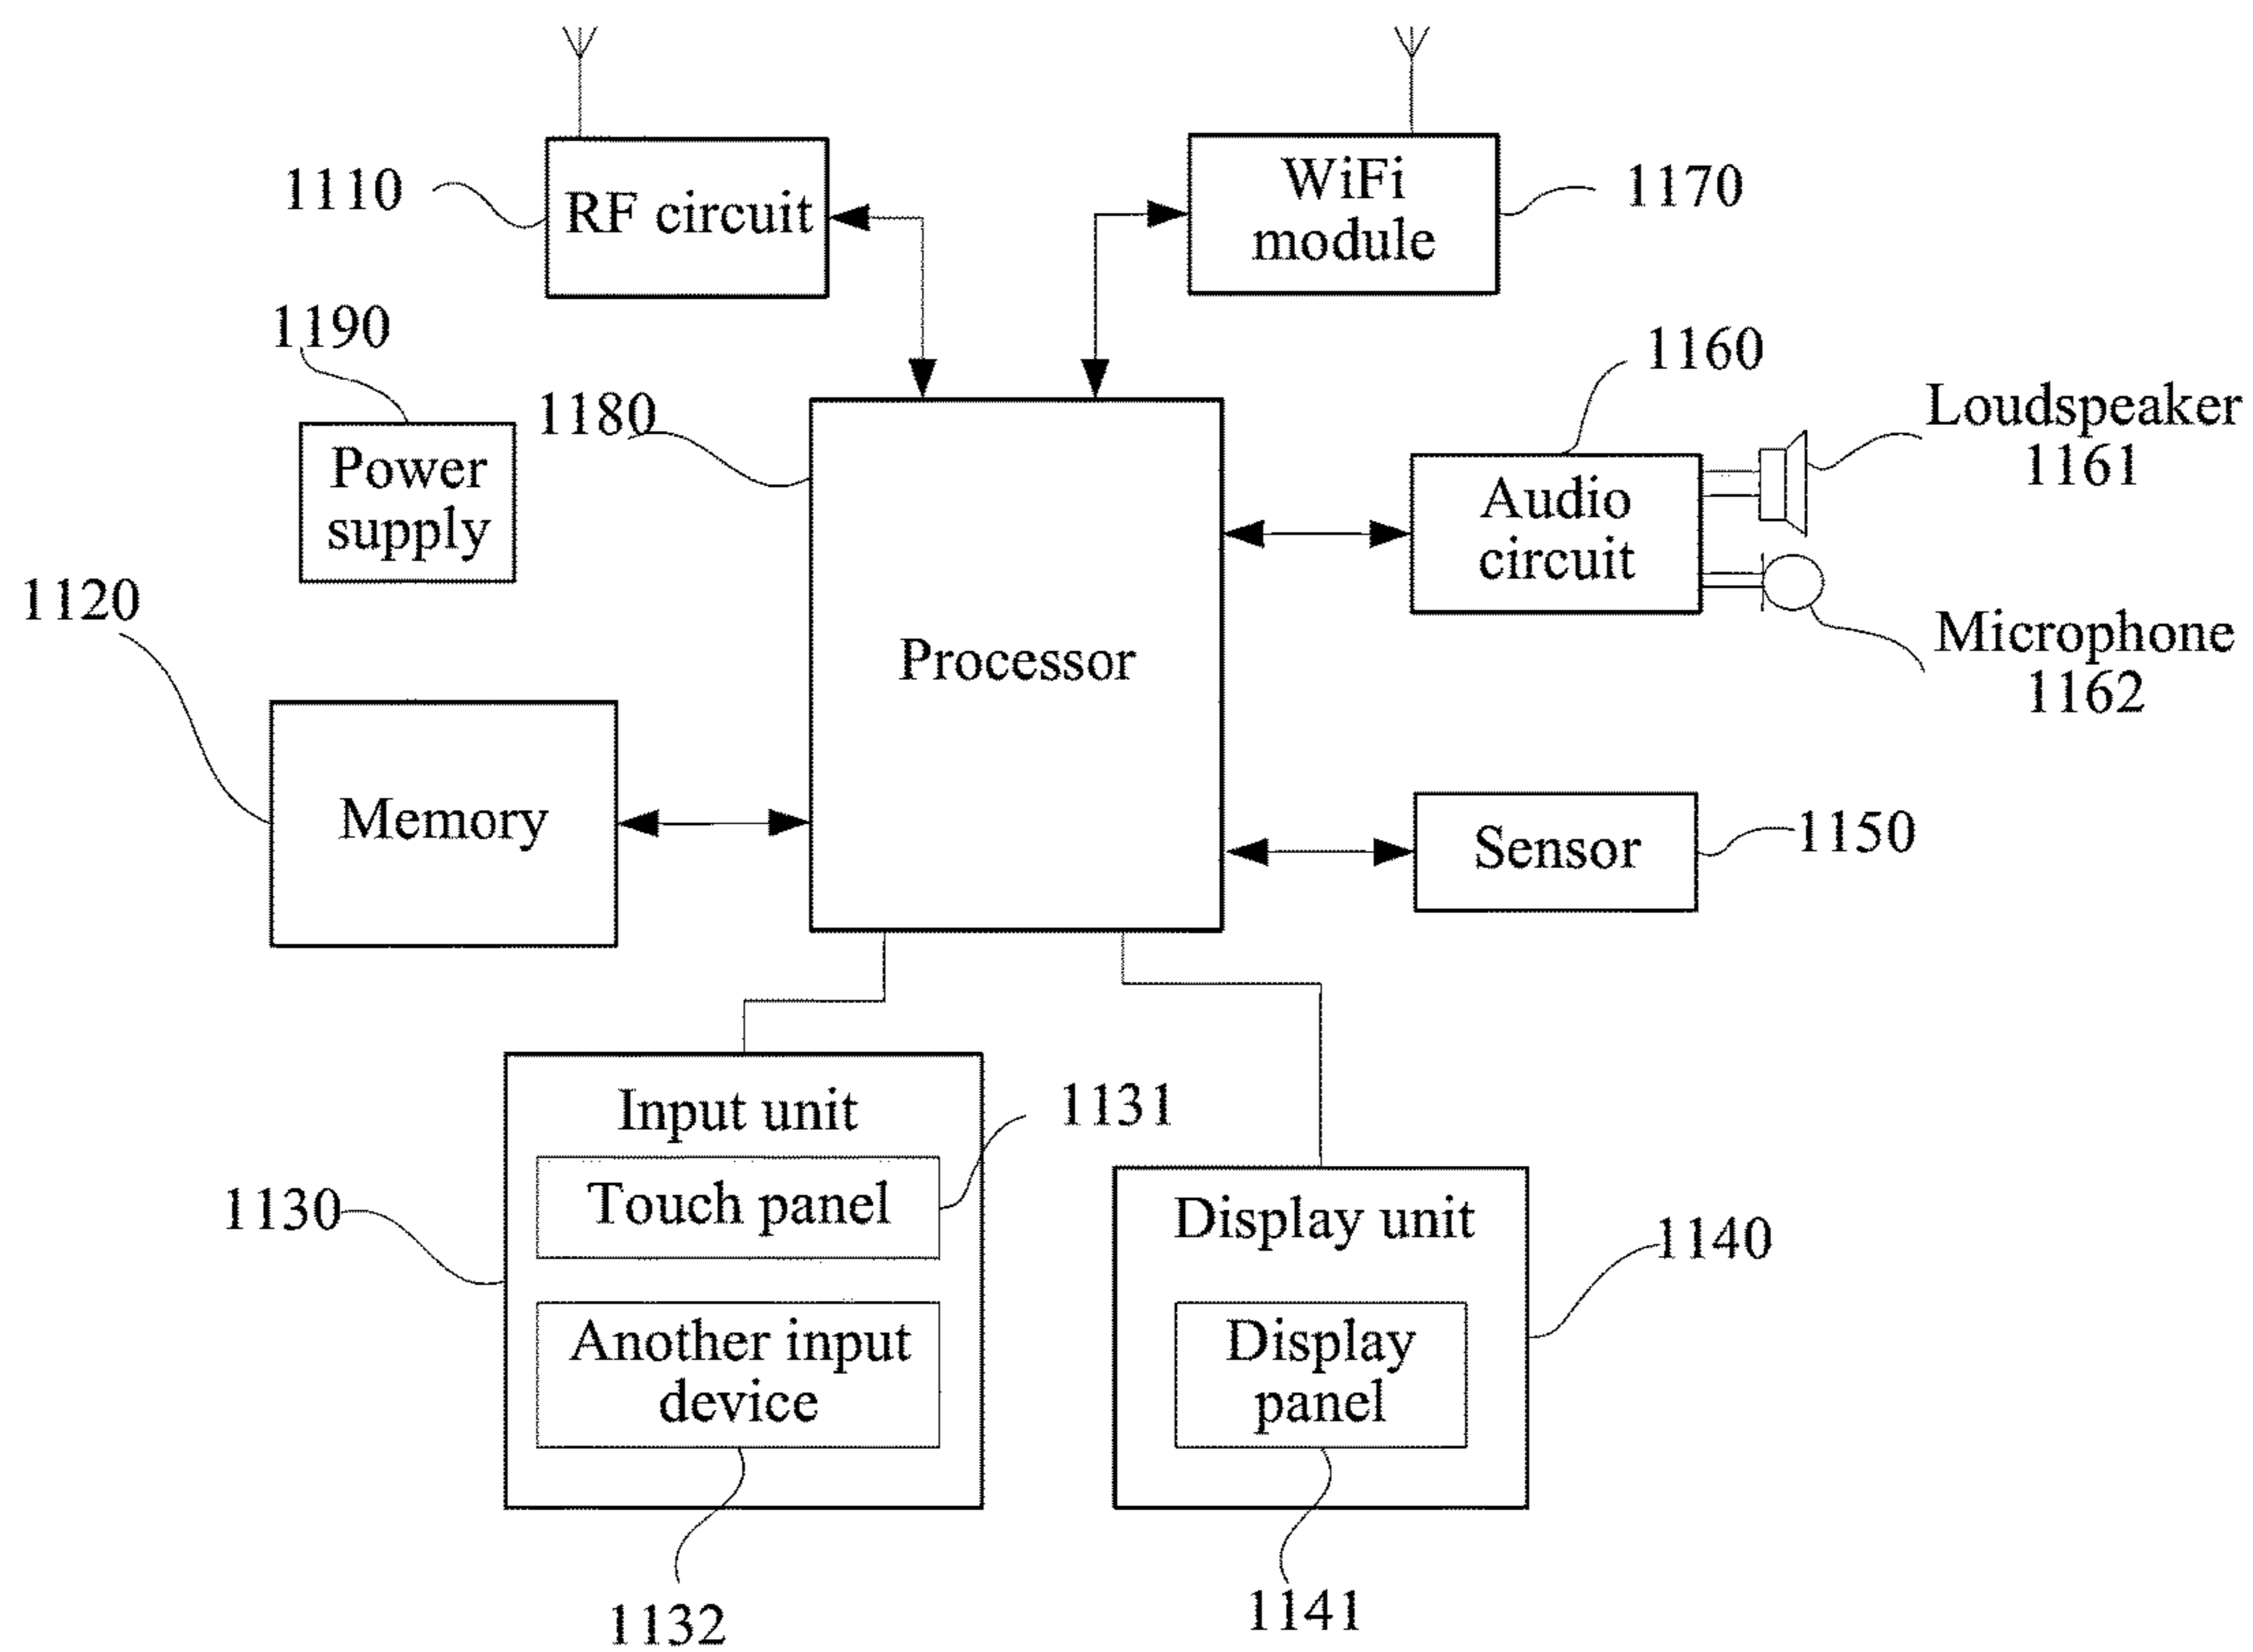 1110
RF circuit
WiFi
module
1170
1190
Power
supply
1180
1160
Loudspeaker
1161
Audio
circuit
Microphone
1162
1120
Processor
Memory
Sensor
1150
Input unit
1131
Touch panel
1130
Another input
device
1132
Display unit
1140
Display
panel
1141